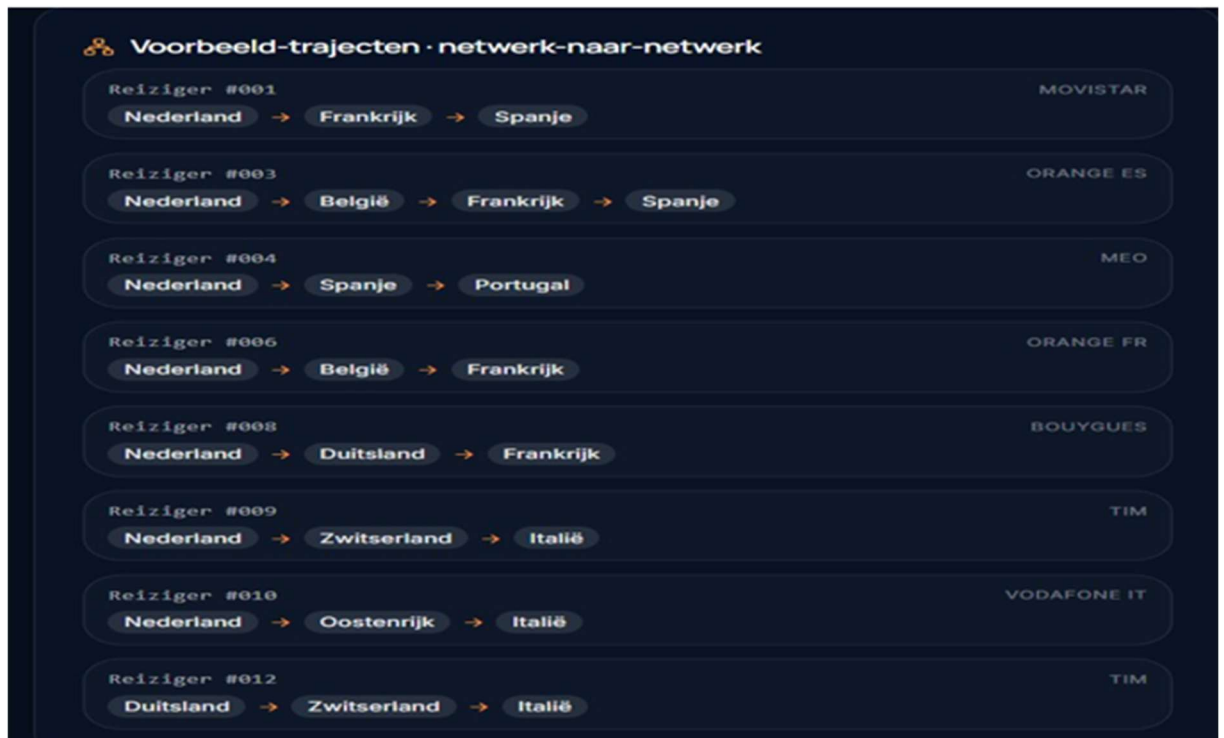 Voorbeeld-trajecten · netwerk-naar-netwerk
Reiziger #001 MOVISTAR
Nederland → Frankrijk → Spanje
Reiziger #003 ORANGE ES
Nederland → België → Frankrijk → Spanje
Reiziger #004 MEO
Nederland → Spanje → Portugal
Reiziger #006 ORANGE FR
Nederland → België → Frankrijk
Reiziger #008 BOUYGUES
Nederland → Duitsland → Frankrijk
Reiziger #009 TIM
Nederland → Zwitserland → Italië
Reiziger #010 VODAFONE IT
Nederland → Oostenrijk → Italië
Reiziger #012 TIM
Duitsland → Zwitserland → Italië